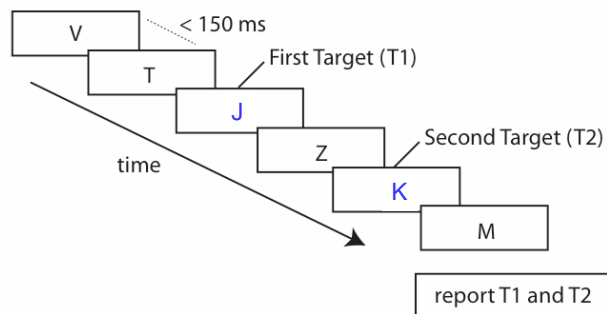 V
< 150 ms
T
First Target (T1)
J
Z
Second Target (T2)
K
time
M
report T1 and T2